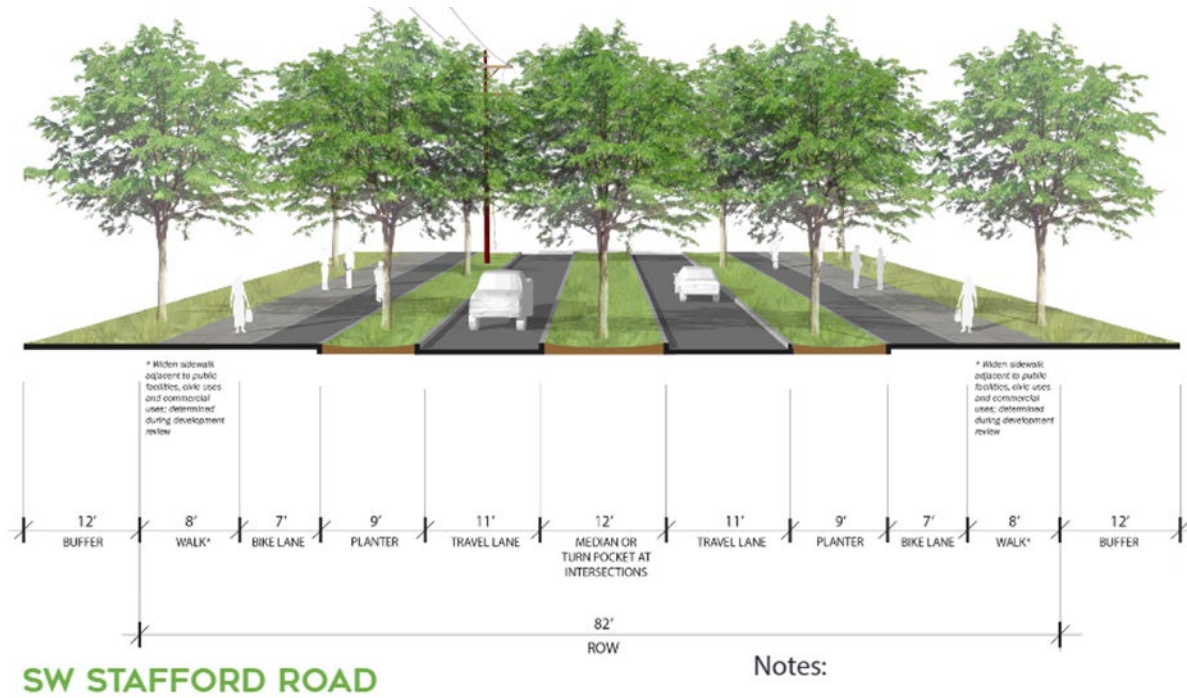 * Widen sidewalk
adjacent to public
facilities, civic uses
and commercial
uses; determined
during development
review
* Widen sidewalk
adjacent to public
facilities, civic uses
and commercial
uses; determined
during development
review
12' 8' 7' 9' 11' 12' 11' 9' 7' 8' 12'
BUFFER WALK* BIKE LANE PLANTER TRAVEL LANE MEDIAN OR TRAVEL LANE PLANTER BIKE LANE WALK* BUFFER
TURN POCKET AT
INTERSECTIONS
82'
ROW
SW STAFFORD ROAD
Notes: